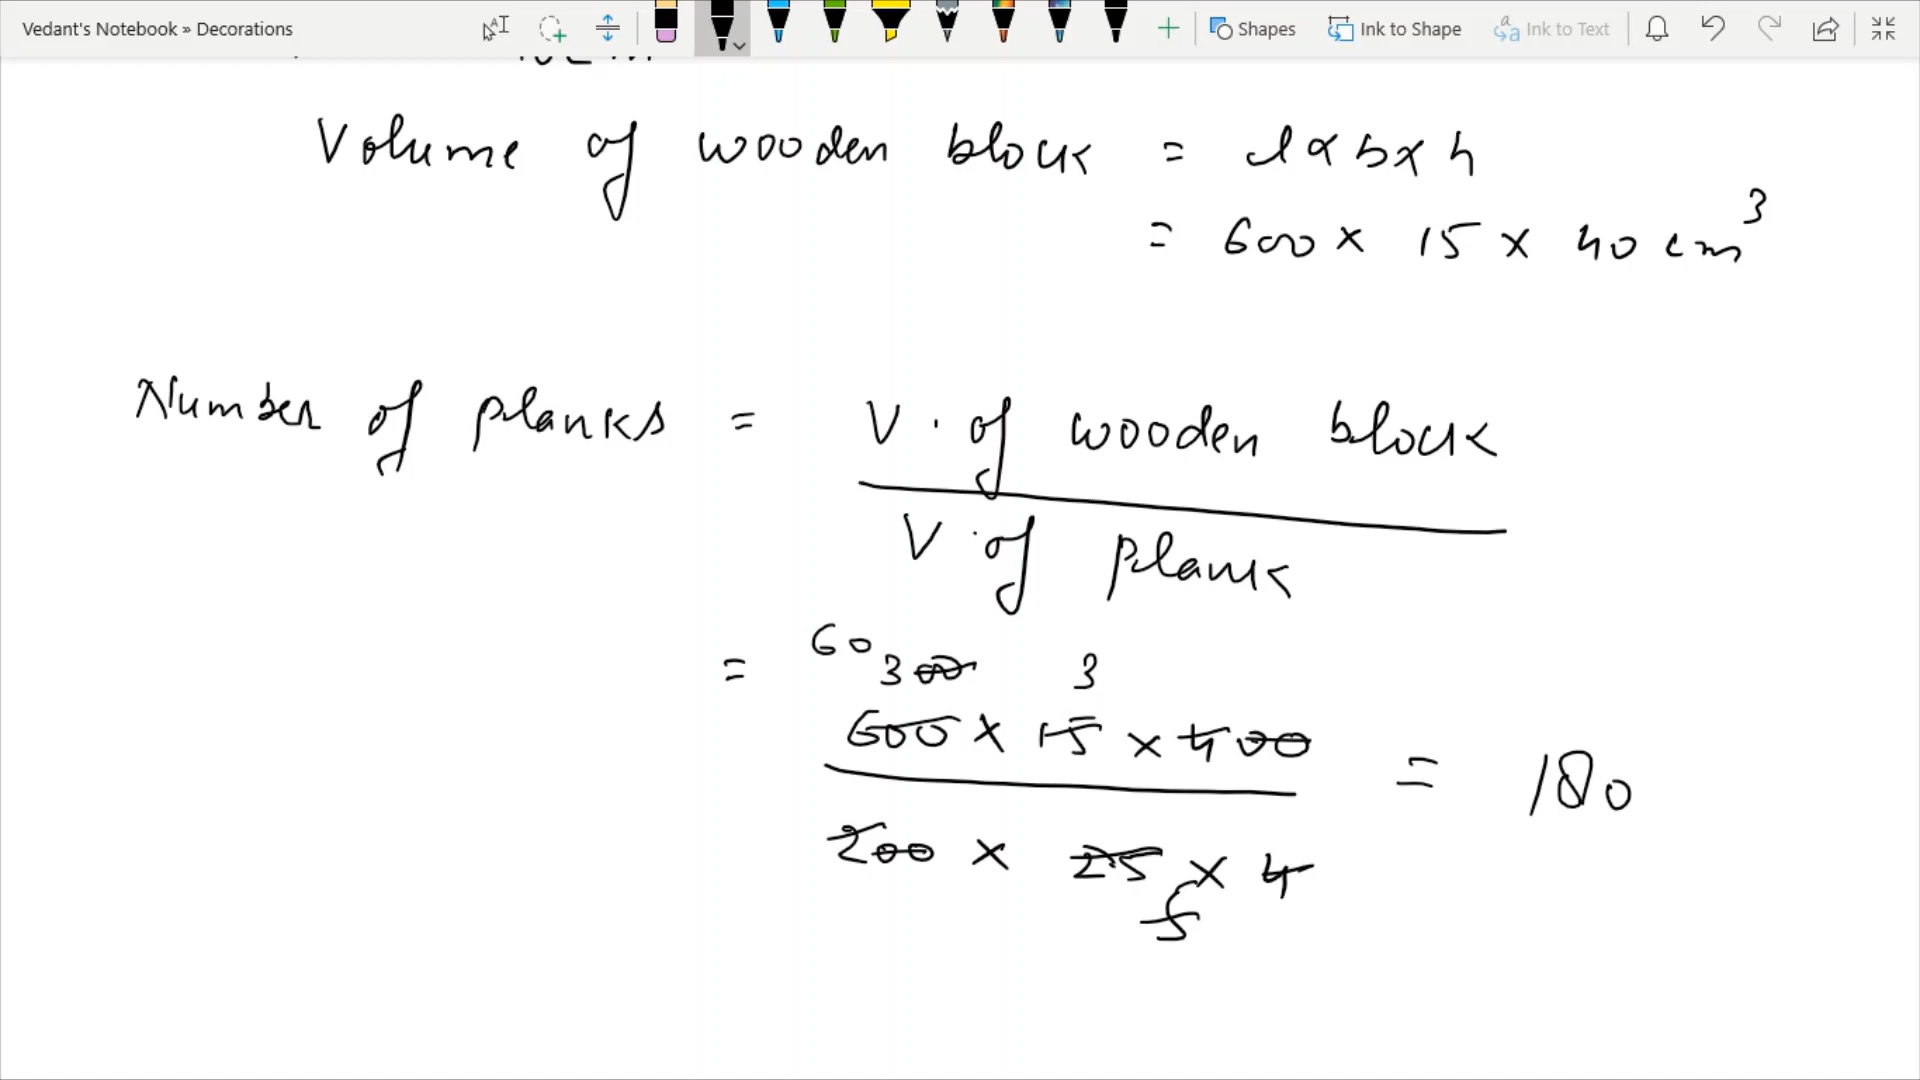 Vedant's Notebook » Decorations
Shapes
Ink to Shape
Ink to Text
Volume of wooden block = l × b × h
= 600 × 15 × 40 cm³
Number of planks = V. of wooden block
V. of plank
= 60 300 3
600 × 15 × 400 = 180
200 × 25 × 4
5